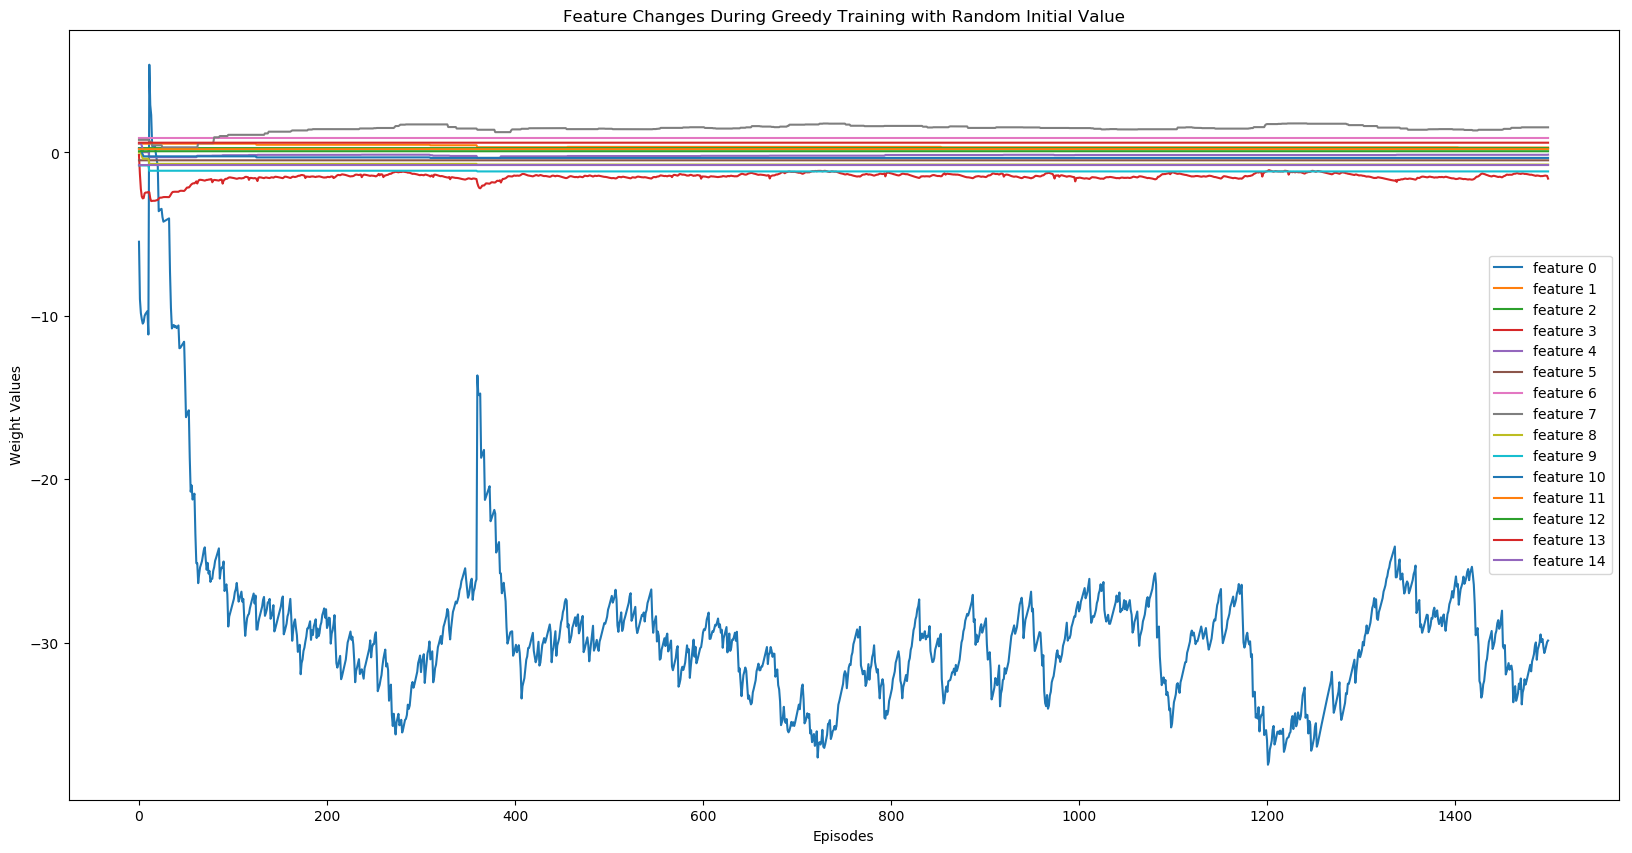 Feature Changes During Greedy Training with Random Initial Value
Weight Values
0
−10
−20
−30
feature 0
feature 1
feature 2
feature 3
feature 4
feature 5
feature 6
feature 7
feature 8
feature 9
feature 10
feature 11
feature 12
feature 13
feature 14
0 200 400 600 800 1000 1200 1400
Episodes